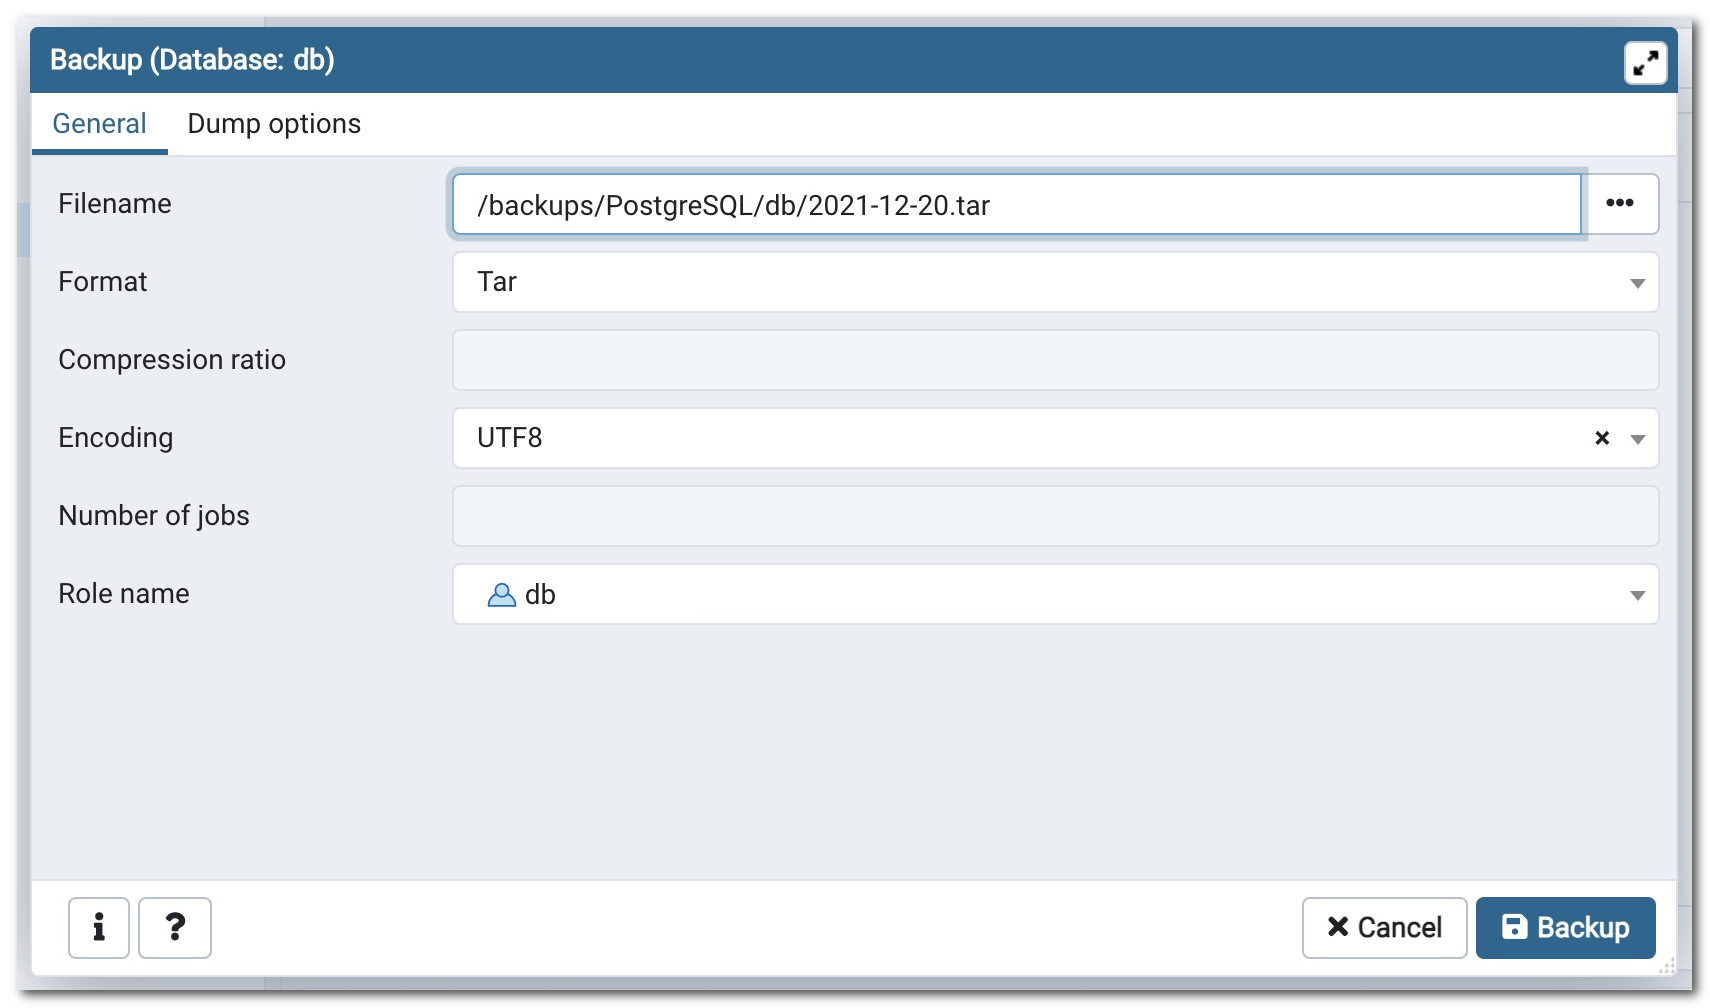 Backup (Database: db)
General Dump options
Filename /backups/PostgreSQL/db/2021-12-20.tar •••
Format Tar
Compression ratio
Encoding UTF8 ×
Number of jobs
Role name db
i ? Cancel Backup